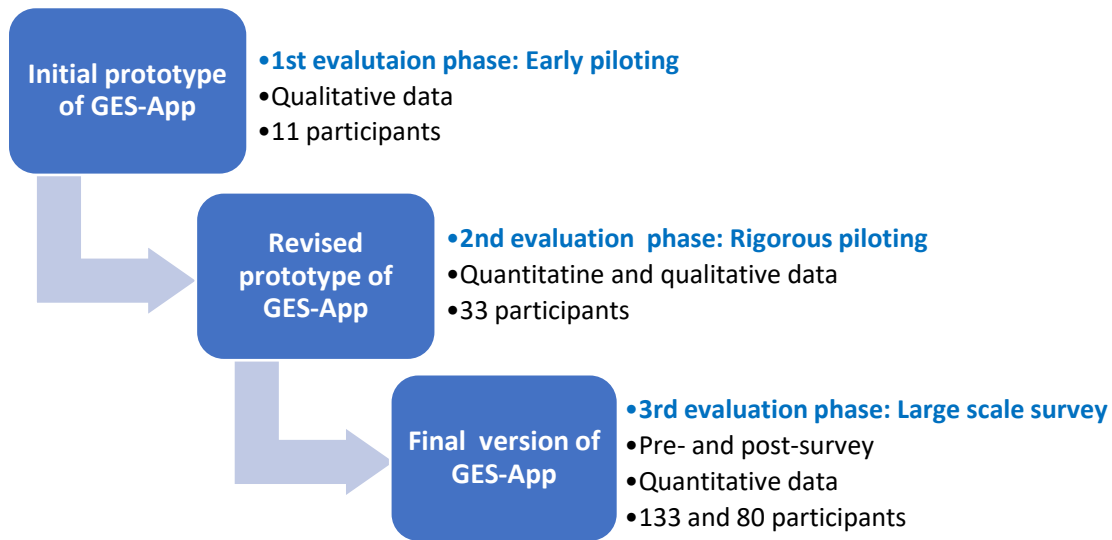 Initial prototype
of GES-App
•1st evalutaion phase: Early piloting
•Qualitative data
•11 participants
Revised
prototype of
GES-App
•2nd evaluation  phase: Rigorous piloting
•Quantitatine and qualitative data
•33 participants
Final  version of
GES-App
•3rd evaluation phase: Large scale survey
•Pre- and post-survey
•Quantitative data
•133 and 80 participants